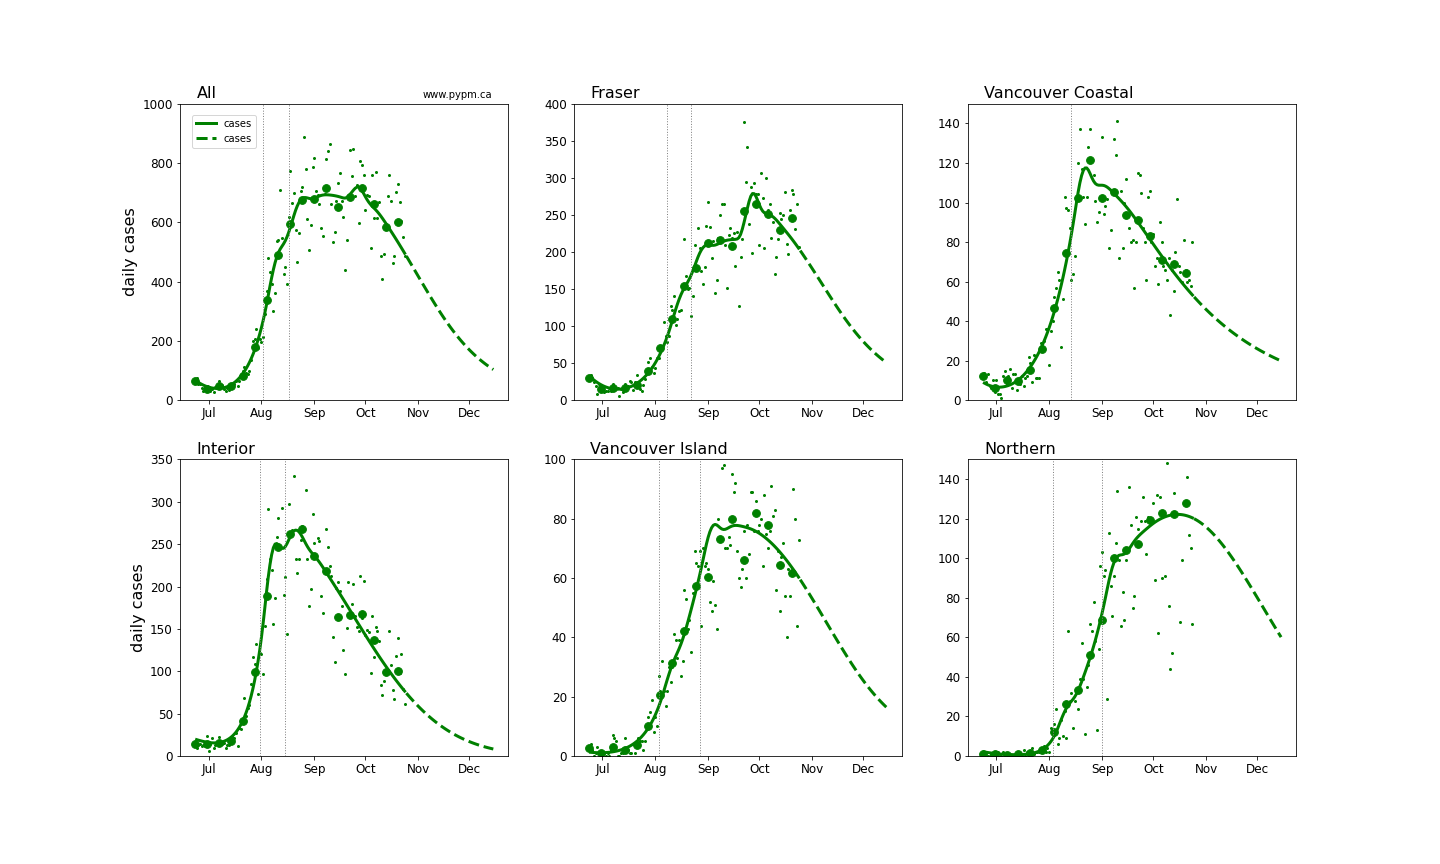 All
www.pypm.ca
Fraser
Vancouver Coastal
1000
800
600
400
200
0
daily cases
cases
cases
Jul Aug Sep Oct Nov Dec
400
350
300
250
200
150
100
50
0
Jul Aug Sep Oct Nov Dec
140
120
100
80
60
40
20
0
Jul Aug Sep Oct Nov Dec
Interior
Vancouver Island
Northern
350
300
250
200
150
100
50
0
daily cases
Jul Aug Sep Oct Nov Dec
100
80
60
40
20
0
Jul Aug Sep Oct Nov Dec
140
120
100
80
60
40
20
0
Jul Aug Sep Oct Nov Dec